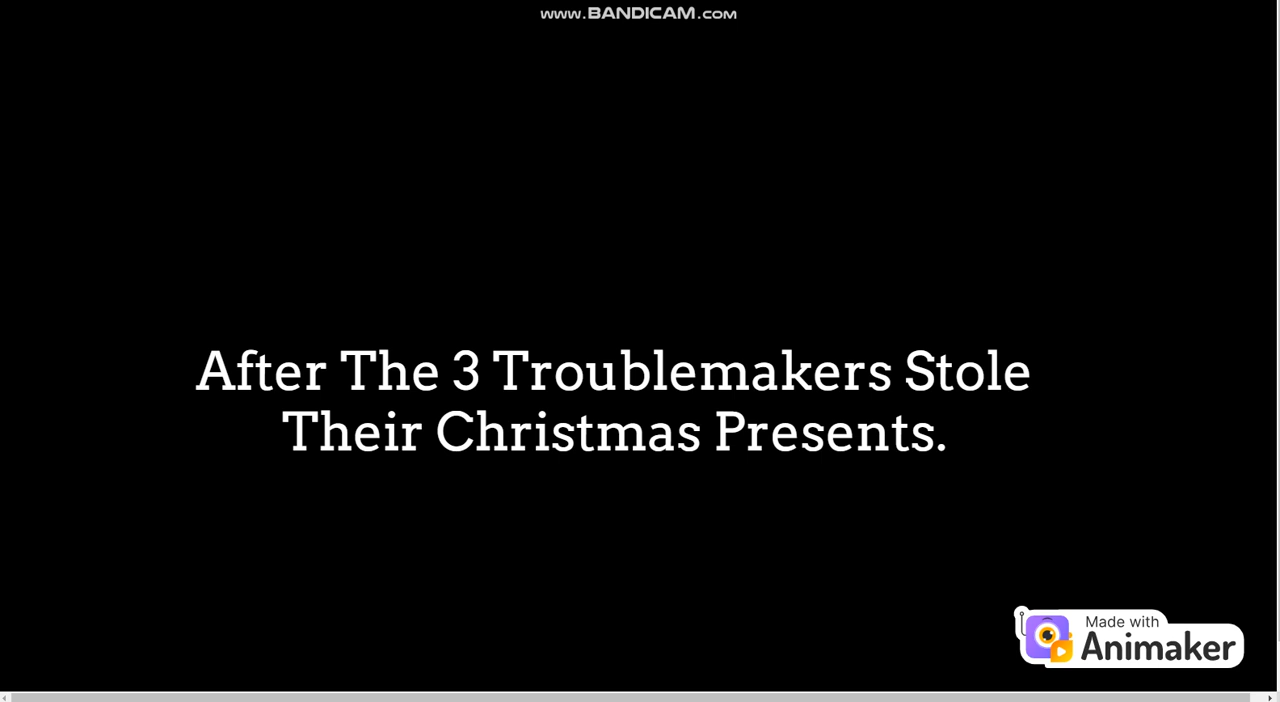 www.BANDICAM.com
After The 3 Troublemakers Stole
Their Christmas Presents.
Made with
Animaker